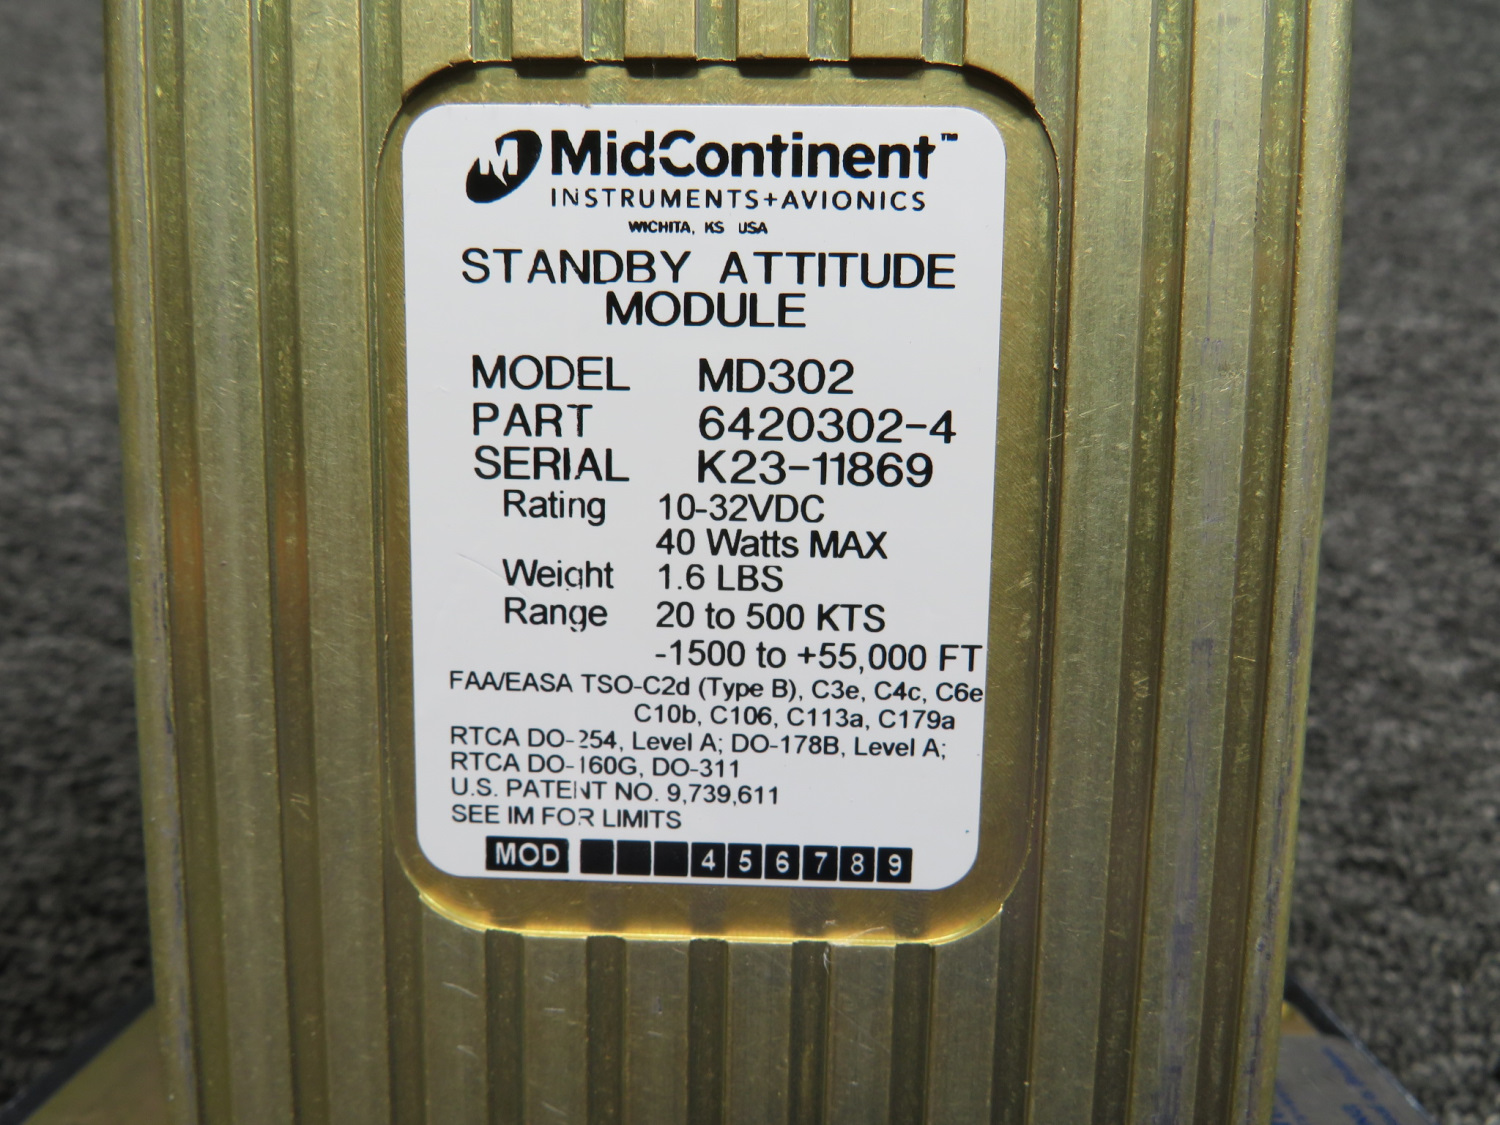 MidContinent™
INSTRUMENTS+AVIONICS
WICHITA, KS USA
STANDBY ATTITUDE
MODULE
MODEL MD302
PART 6420302-4
SERIAL K23-11869
Rating 10-32VDC
40 Watts MAX
Weight 1.6 LBS
Range 20 to 500 KTS
-1500 to +55,000 FT
FAA/EASA TSO-C2d (Type B), C3e, C4c, C6e
C10b, C106, C113a, C179a
RTCA DO-254, Level A; DO-178B, Level A;
RTCA DO-160G, DO-311
U.S. PATENT NO. 9,739,611
SEE IM FOR LIMITS
MOD 4 5 6 7 8 9